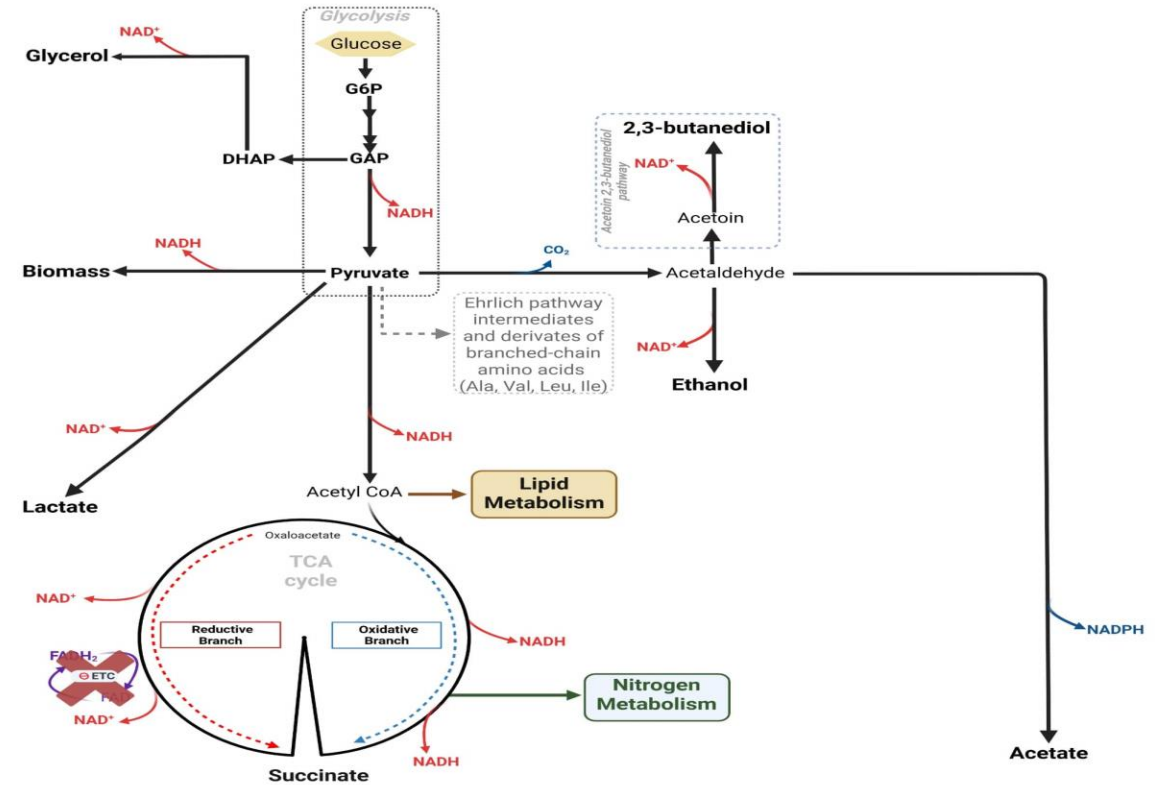 Glycolysis
NAD⁺
Glucose
Glycerol
G6P
2,3-butanediol
Acetoin 2,3-butanediol
pathway
DHAP
GAP
NAD⁺
NADH
Acetoin
NADH
CO₂
Biomass
Pyruvate
Acetaldehyde
Ehrlich pathway
intermediates
and derivates of
branched-chain
amino acids
(Ala, Val, Leu, Ile)
NAD⁺
Ethanol
NAD⁺
NADH
Acetyl CoA
Lipid
Metabolism
Lactate
Oxaloacetate
TCA
cycle
NAD⁺
Reductive
Branch
Oxidative
Branch
NADH
NADPH
FADH₂
⊖ ETC
FAD
NAD⁺
Nitrogen
Metabolism
NADH
Succinate
Acetate